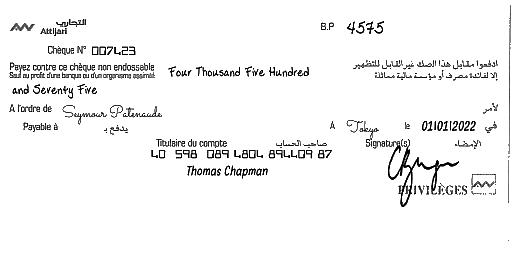 التجاري
Attijari
B.P 4575
Chèque N° 007423
Payez contre ce chèque non endossable
Sauf au profit d'une banque ou d'un organisme assimilé
Four Thousand Five Hundred
and Seventy Five
ادفعوا مقابل هذا الصك غير القابل للتظهير
إلا لفائدة مصرف أو مؤسسة مالية مماثلة
A l'ordre de Seymour Patenaude لأمر
Payable à يدفع بـ
A Tokyo le 01/01/2022 في
Titulaire du compte صاحب الحساب
Signature(s) الإمضاء
40 598 089 4804 894409 87
Thomas Chapman
PRIVILÈGES